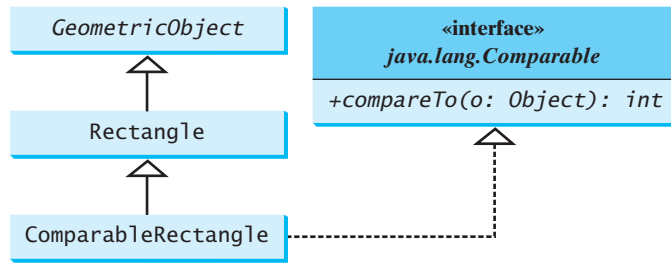 GeometricObject
Rectangle
ComparableRectangle
«interface»
java.lang.Comparable
+compareTo(o: Object): int